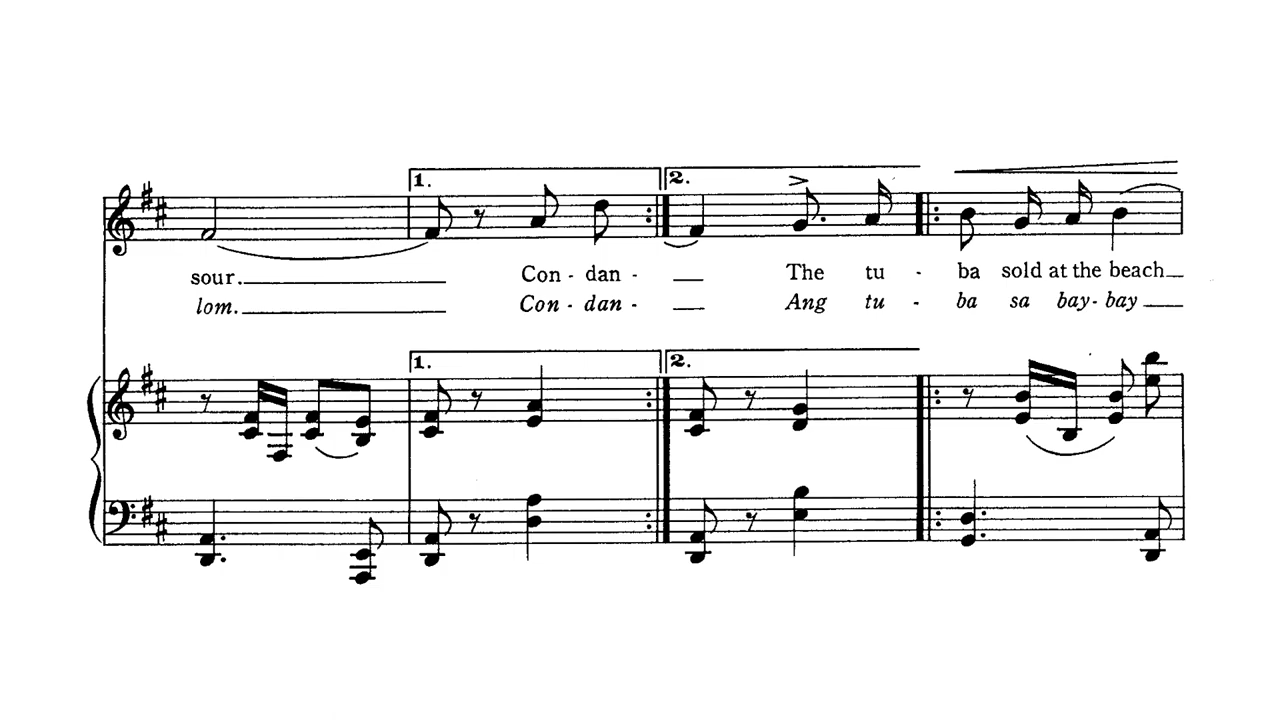 1.
2.
sour. Con - dan - The tu - ba sold at the beach
lom. Con - dan - Ang tu - ba sa bay - bay
1.
2.